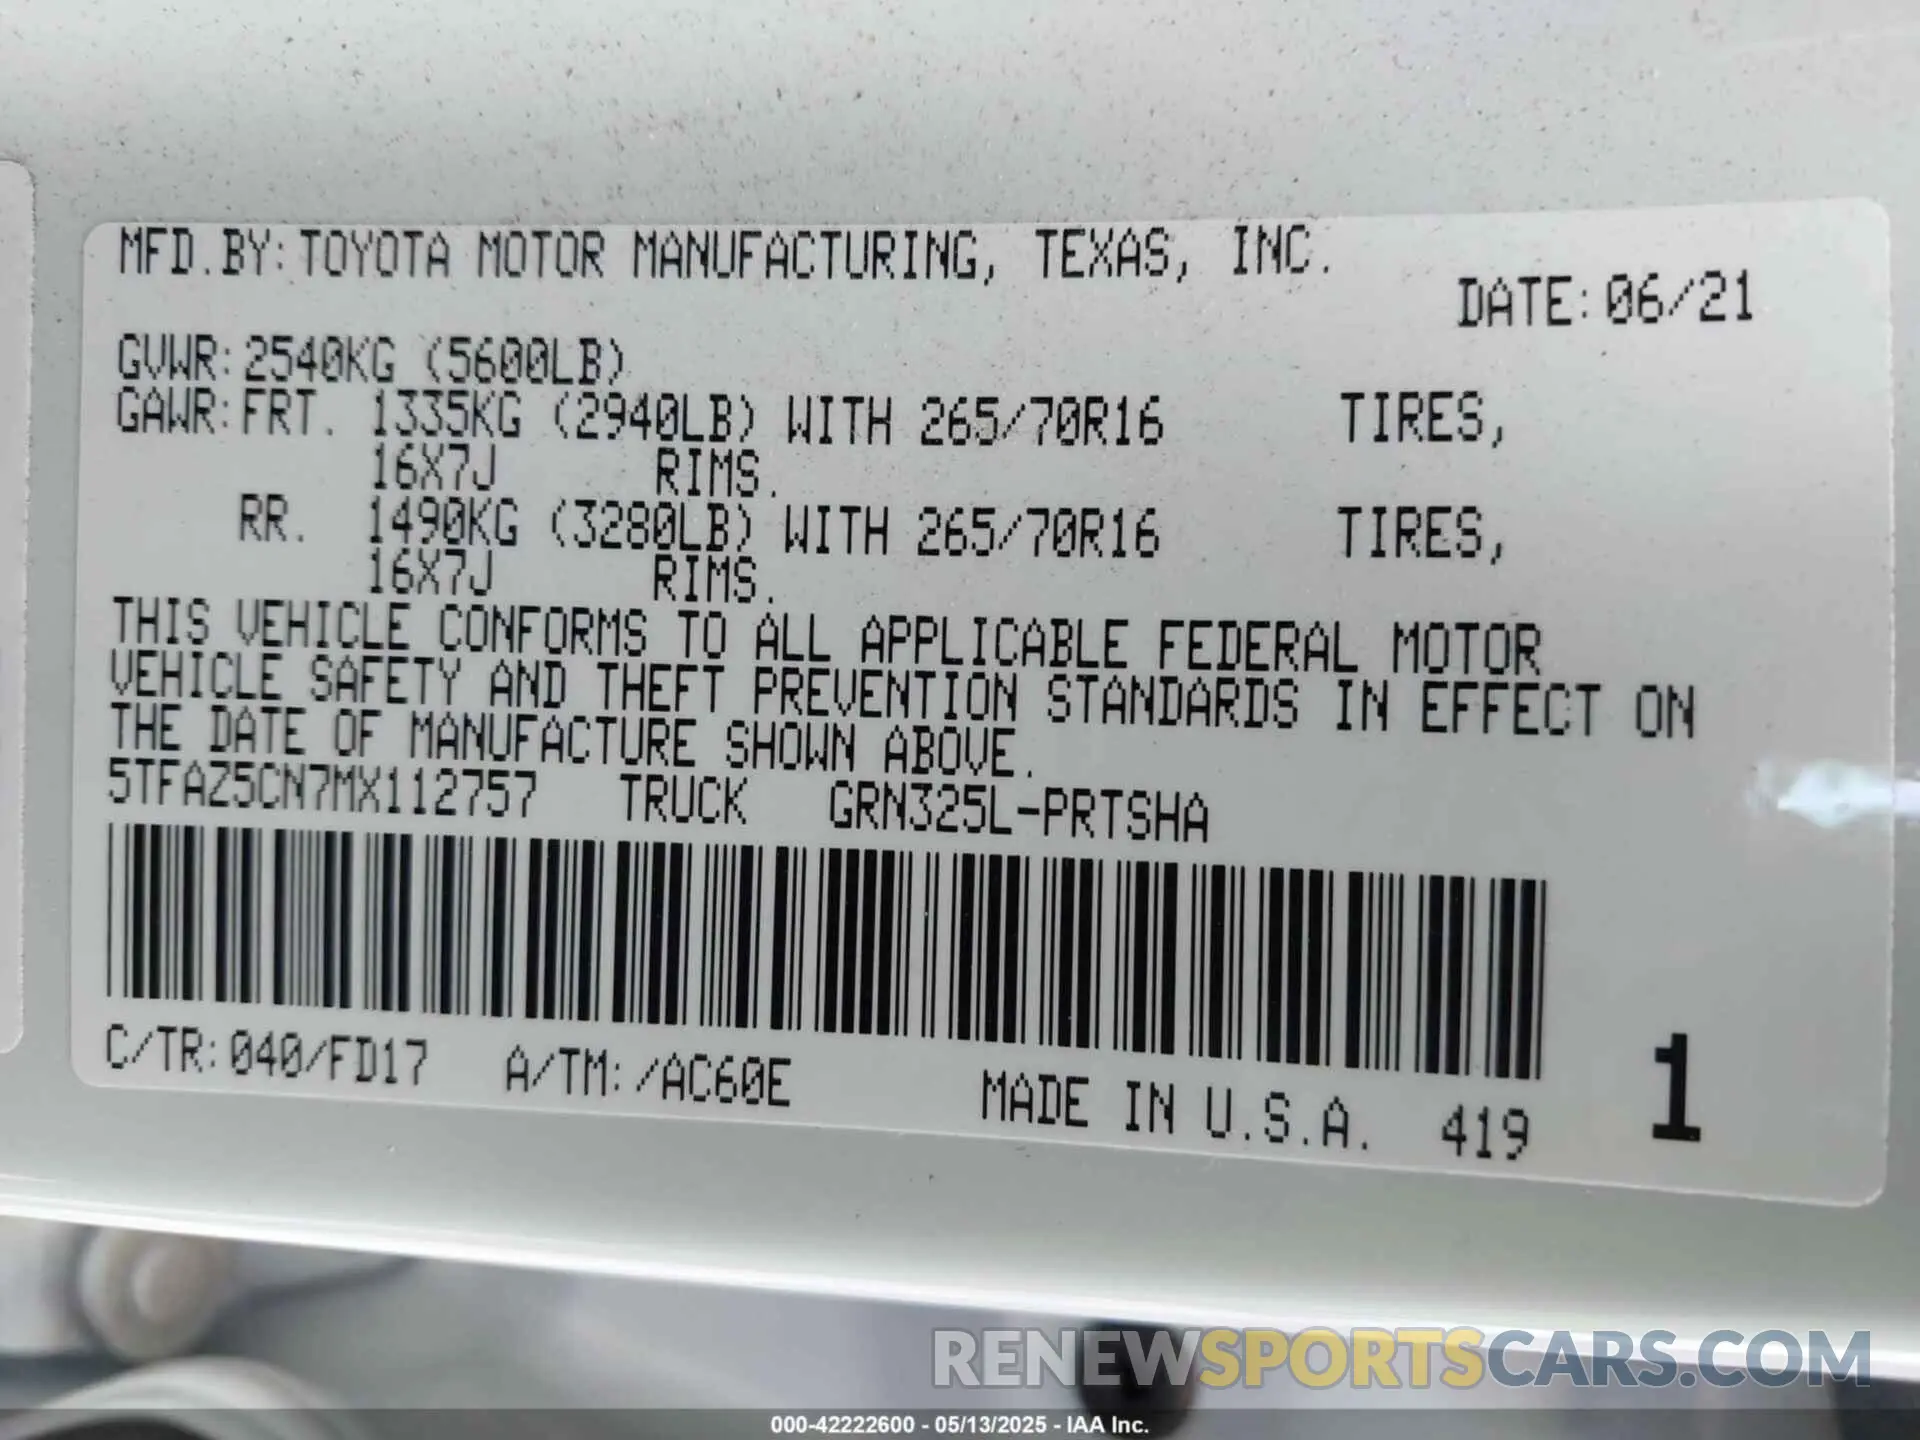 MFD.BY:TOYOTA MOTOR MANUFACTURING, TEXAS, INC.
DATE:06/21
GVWR:2540KG (5600LB)
GAWR:FRT. 1335KG (2940LB) WITH 265/70R16 TIRES,
16X7J RIMS.
RR. 1490KG (3280LB) WITH 265/70R16 TIRES,
16X7J RIMS.
THIS VEHICLE CONFORMS TO ALL APPLICABLE FEDERAL MOTOR
VEHICLE SAFETY AND THEFT PREVENTION STANDARDS IN EFFECT ON
THE DATE OF MANUFACTURE SHOWN ABOVE.
5TFAZ5CN7MX112757 TRUCK GRN325L-PRTSHA
C/TR:040/FD17 A/TM:/AC60E MADE IN U.S.A. 419 1
RENEWSPORTSCARS.COM
000-42222600 - 05/13/2025 - IAA Inc.